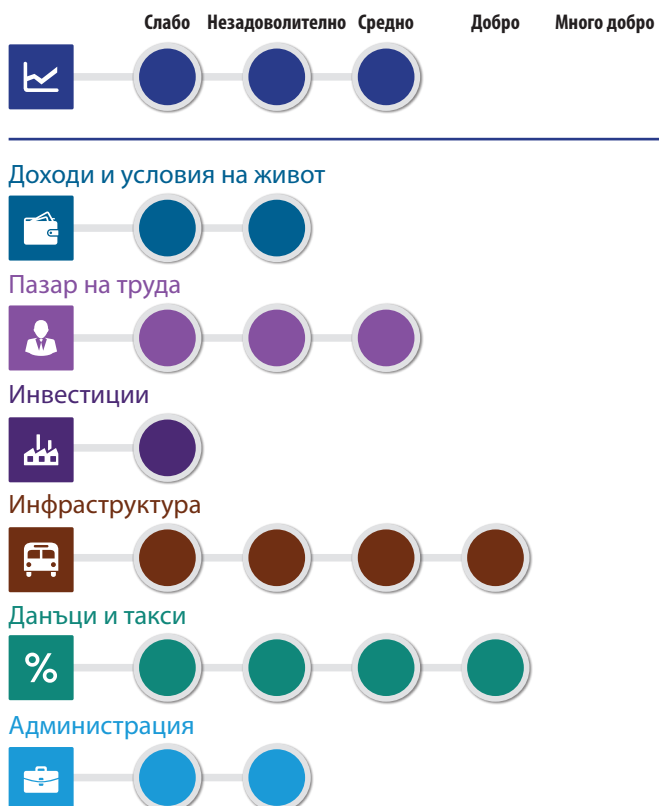 Слабо Незадоволително Средно Добро Много добро
Доходи и условия на живот
Пазар на труда
Инвестиции
Инфраструктура
Данъци и такси
%
Администрация